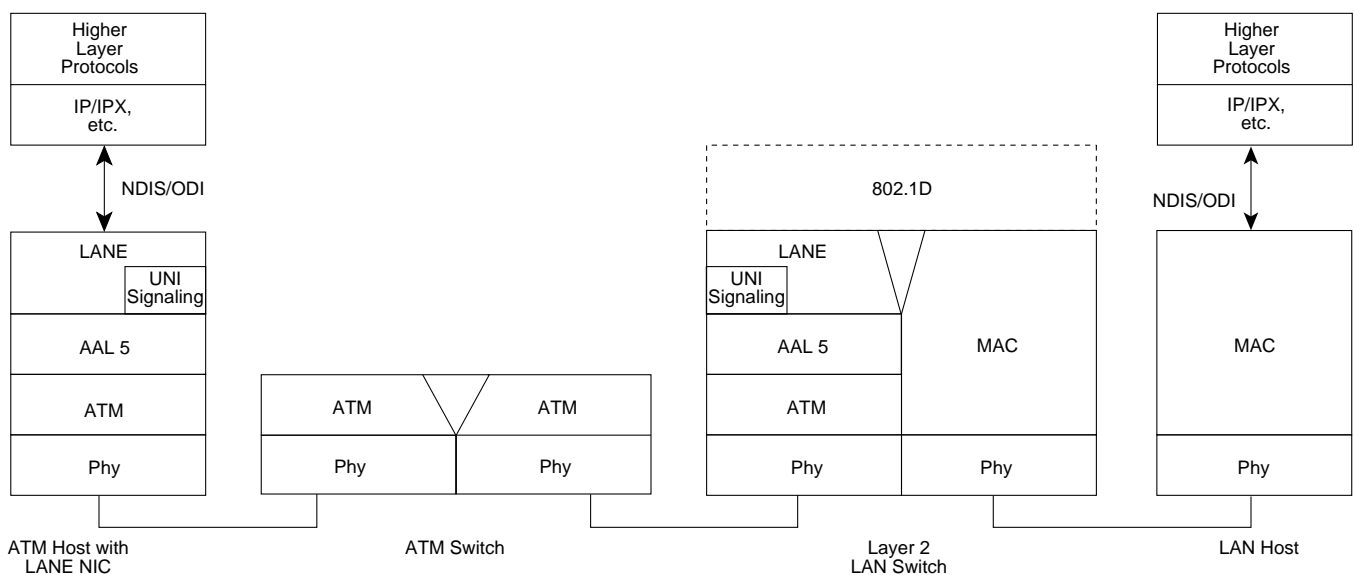 Higher
Layer
Protocols
IP/IPX,
etc.
NDIS/ODI
LANE
UNI
Signaling
AAL 5
ATM
Phy
ATM Host with
LANE NIC
ATM
ATM
Phy
Phy
ATM Switch
802.1D
LANE
UNI
Signaling
AAL 5
ATM
Phy
MAC
Phy
Layer 2
LAN Switch
Higher
Layer
Protocols
IP/IPX,
etc.
NDIS/ODI
MAC
Phy
LAN Host